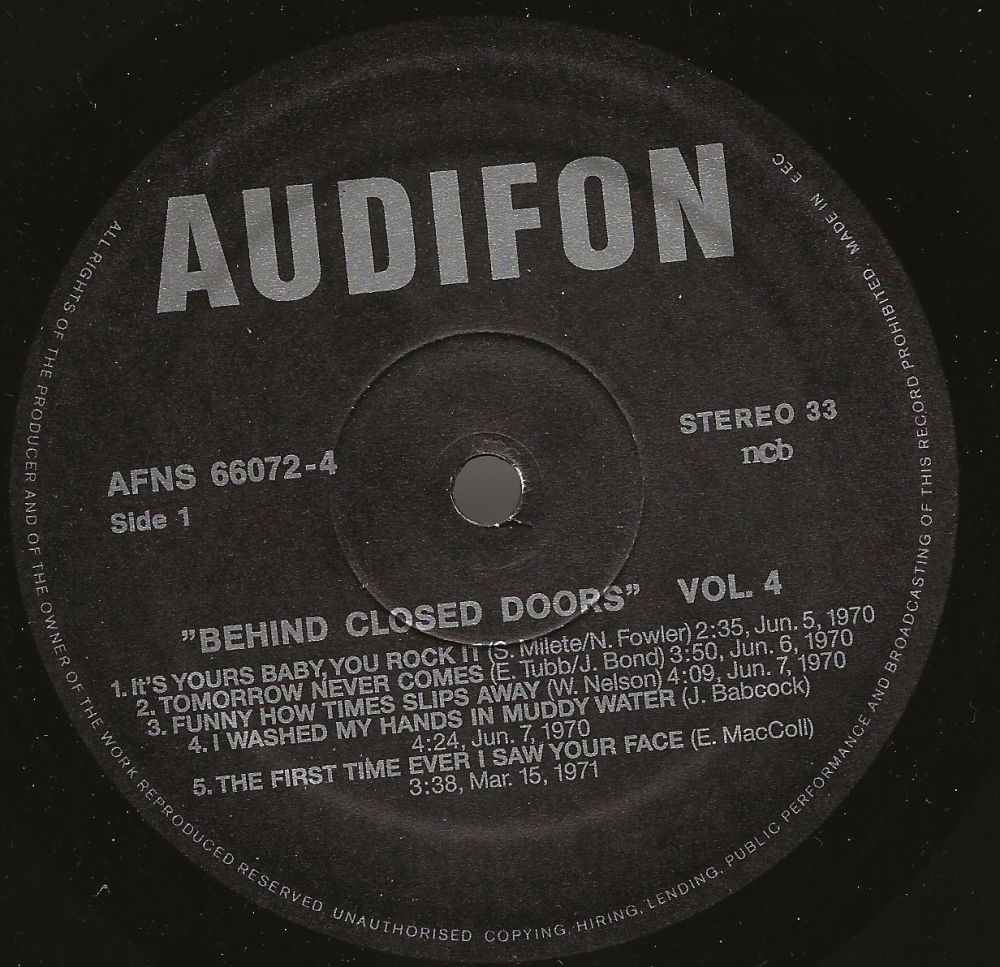 AUDIFON
STEREO 33
ncb
AFNS 66072-4
Side 1
"BEHIND CLOSED DOORS" VOL. 4
1. It'S YOURS BABY, YOU ROCK IT (S. Milete/N. Fowler) 2:35, Jun. 5, 1970
2. TOMORROW NEVER COMES (E. Tubb/J. Bond) 3:50, Jun. 6, 1970
3. FUNNY HOW TIMES SLIPS AWAY (W. Nelson) 4:09, Jun. 7, 1970
4. I WASHED MY HANDS IN MUDDY WATER (J. Babcock)
4:24, Jun. 7, 1970
5. THE FIRST TIME EVER I SAW YOUR FACE (E. MacColl)
3:38, Mar. 15, 1971
ALL RIGHTS OF THE PRODUCER AND OF THE OWNER OF THE WORK REPRODUCED RESERVED. UNAUTHORISED COPYING, HIRING, LENDING, PUBLIC PERFORMANCE AND BROADCASTING OF THIS RECORD PROHIBITED. MADE IN EEC